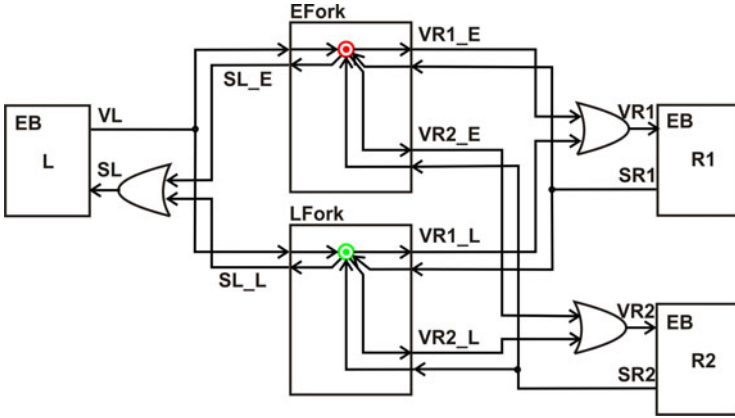 EFork
VR1_E
SL_E
EB
VL
L
SL
VR1
EB
R1
VR2_E
SR1
LFork
VR1_L
SL_L
VR2
EB
VR2_L
R2
SR2